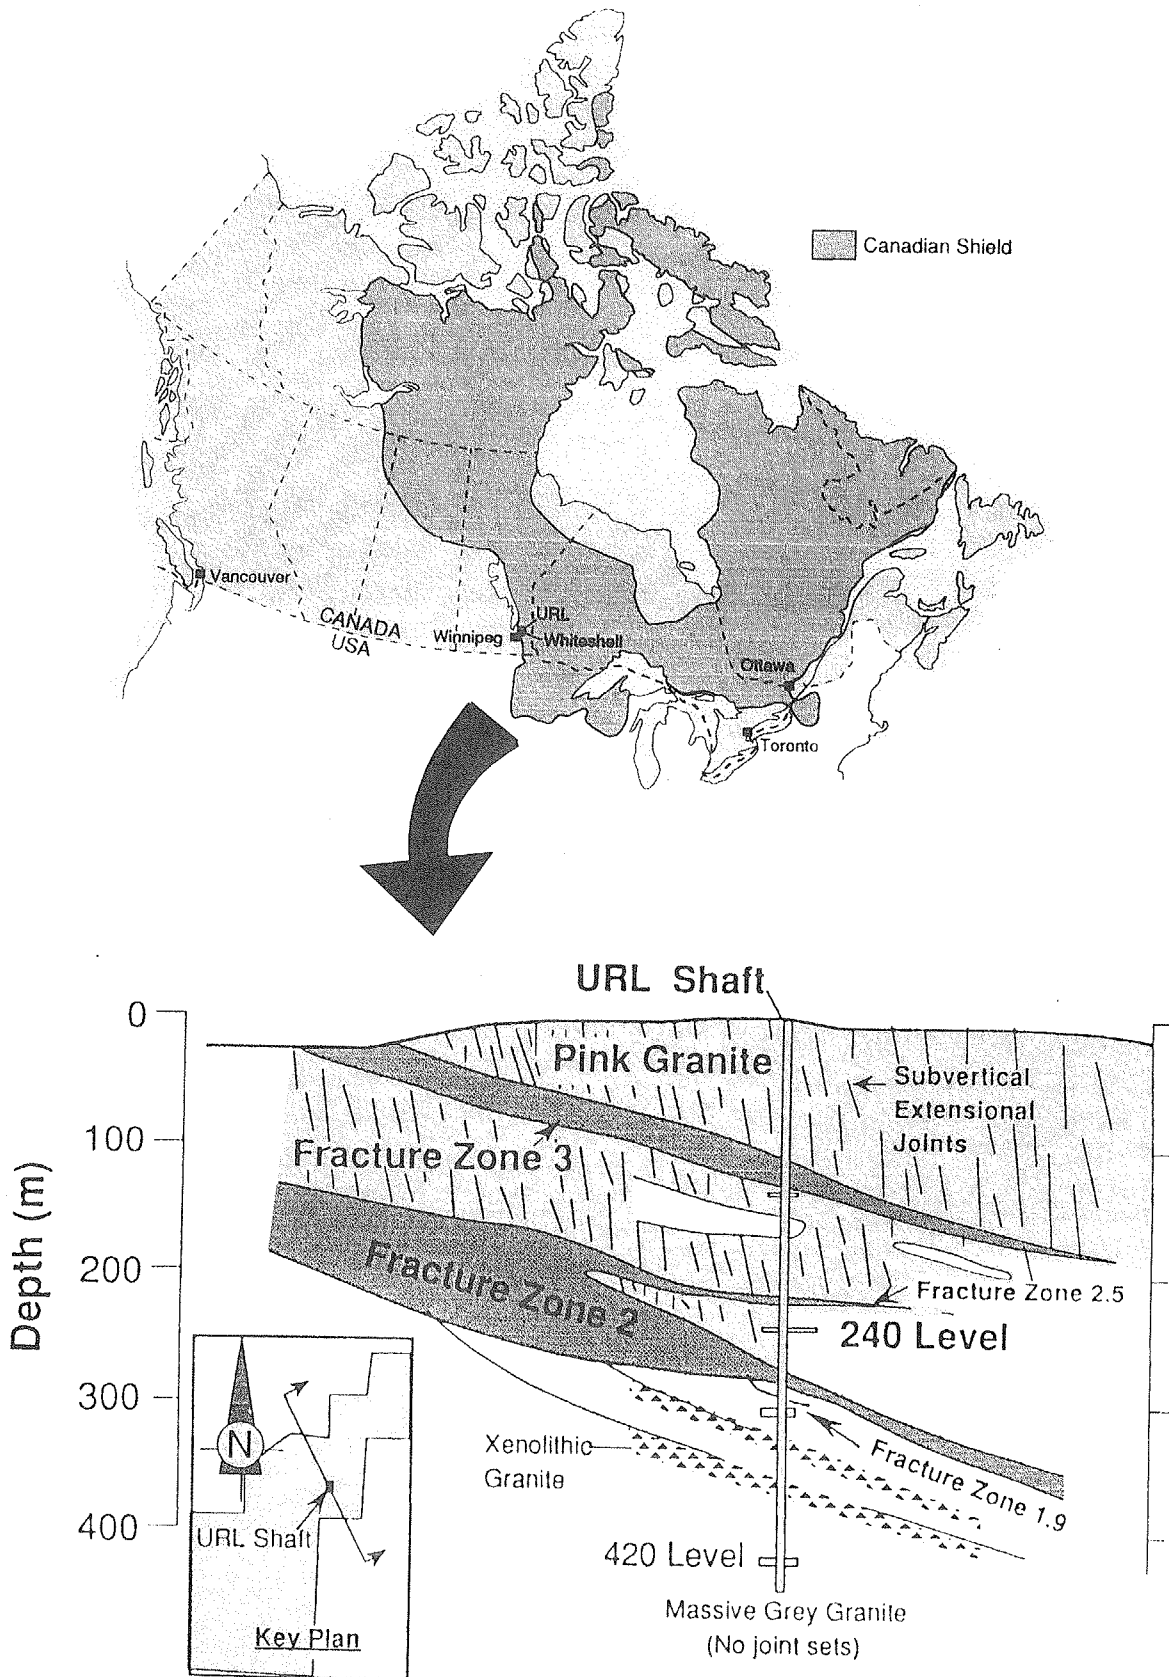 Canadian Shield
Vancouver
CANADA
USA
Winnipeg
URL
Whiteshell
Ottawa
Toronto
URL Shaft
0
100
200
300
400
Depth (m)
Pink Granite
Subvertical
Extensional
Joints
Fracture Zone 3
Fracture Zone 2
Fracture Zone 2.5
240 Level
Xenolithic
Granite
Fracture Zone 1.9
420 Level
Massive Grey Granite
(No joint sets)
N
URL Shaft
Key Plan